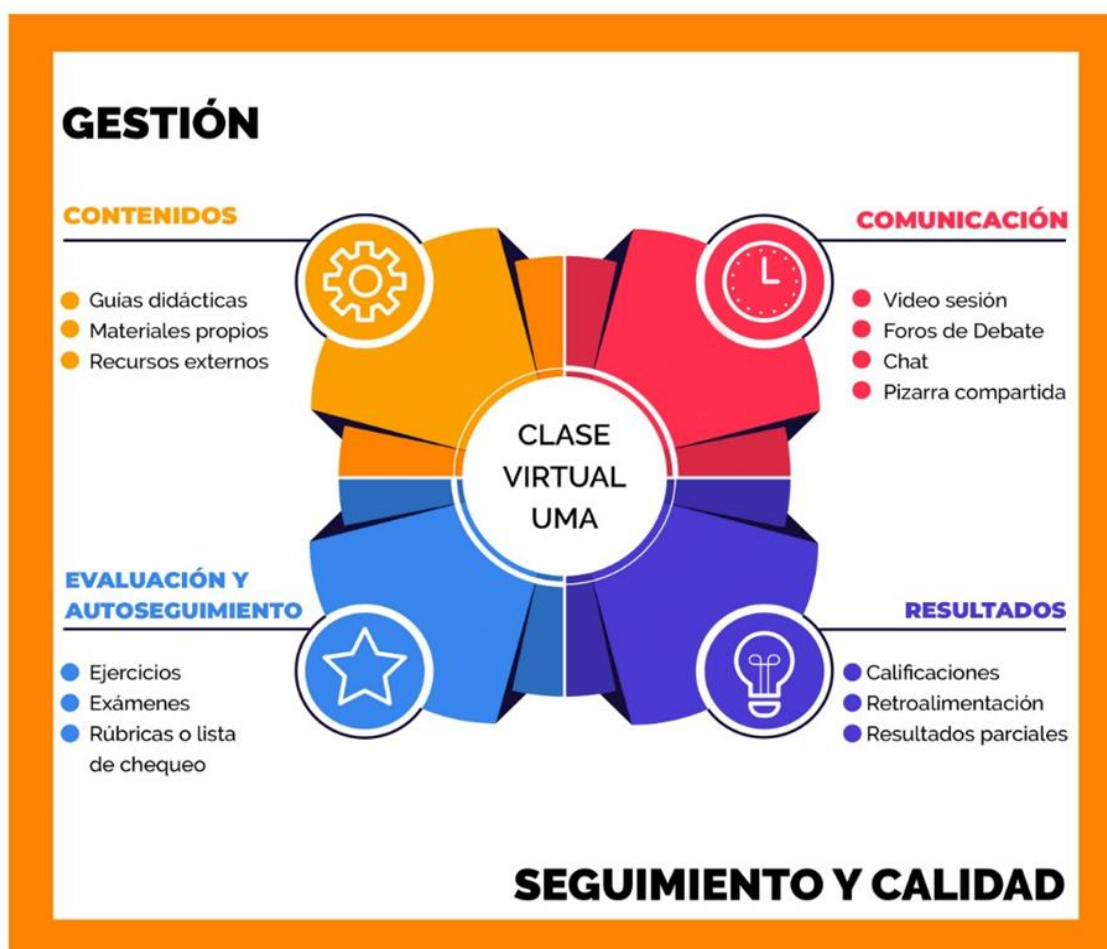 GESTIÓN
CONTENIDOS
Guías didácticas
Materiales propios
Recursos externos
COMUNICACIÓN
Video sesión
Foros de Debate
Chat
Pizarra compartida
CLASE
VIRTUAL
UMA
EVALUACIÓN Y
AUTOSEGUIMIENTO
Ejercicios
Exámenes
Rúbricas o lista
de chequeo
RESULTADOS
Calificaciones
Retroalimentación
Resultados parciales
SEGUIMIENTO Y CALIDAD